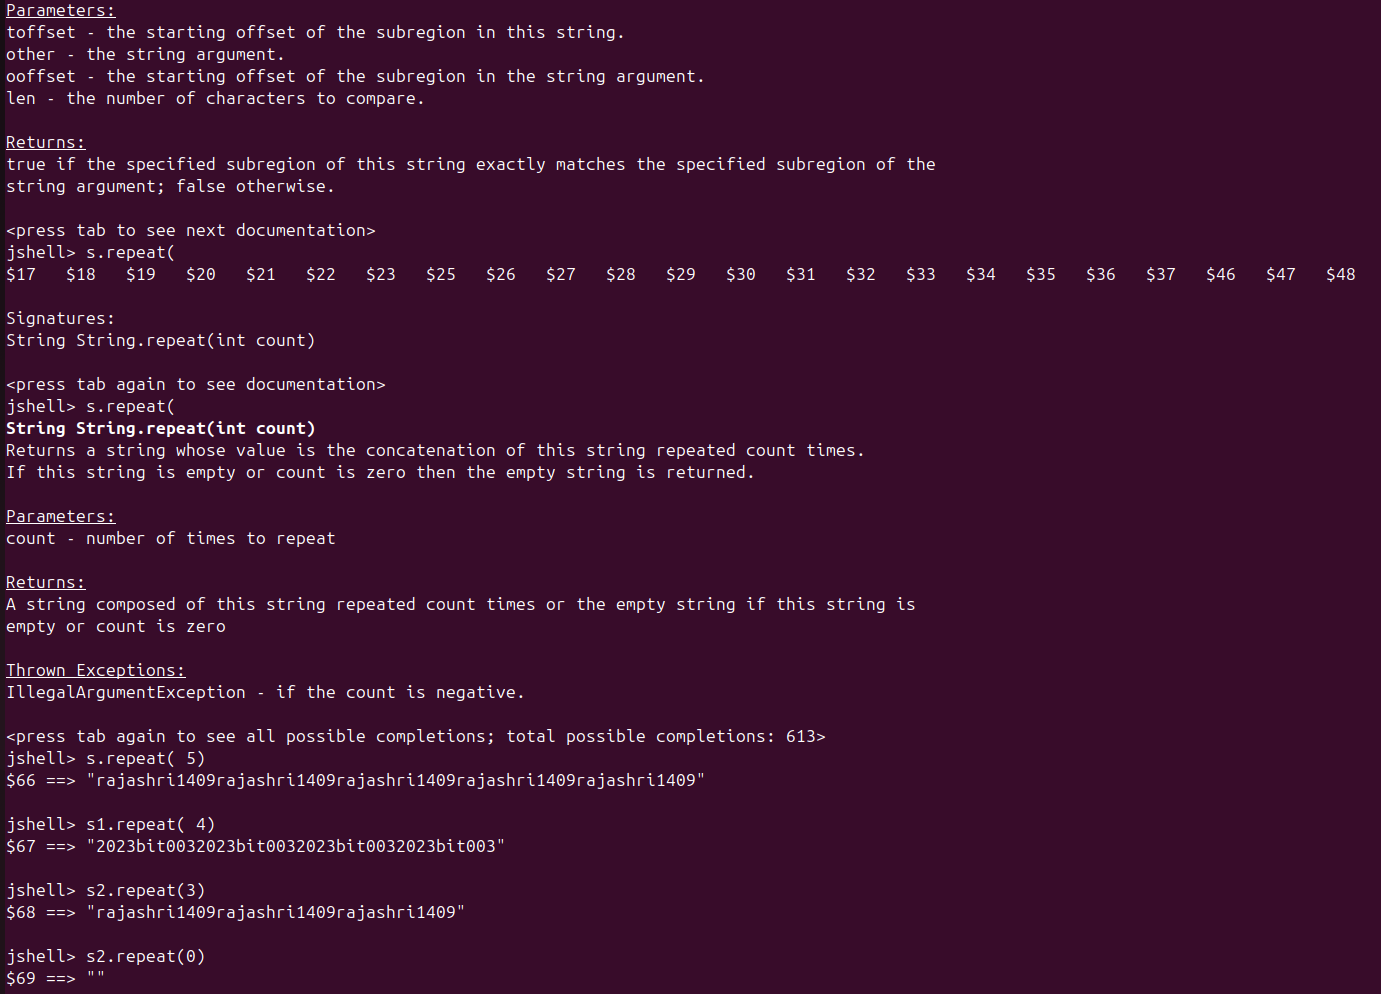 Parameters:
toffset - the starting offset of the subregion in this string.
other - the string argument.
ooffset - the starting offset of the subregion in the string argument.
len - the number of characters to compare.
Returns:
true if the specified subregion of this string exactly matches the specified subregion of the
string argument; false otherwise.
<press tab to see next documentation>
jshell> s.repeat(
$17   $18   $19   $20   $21   $22   $23   $25   $26   $27   $28   $29   $30   $31   $32   $33   $34   $35   $36   $37   $46   $47   $48
Signatures:
String String.repeat(int count)
<press tab again to see documentation>
jshell> s.repeat(
String String.repeat(int count)
Returns a string whose value is the concatenation of this string repeated count times.
If this string is empty or count is zero then the empty string is returned.
Parameters:
count - number of times to repeat
Returns:
A string composed of this string repeated count times or the empty string if this string is
empty or count is zero
Thrown Exceptions:
IllegalArgumentException - if the count is negative.
<press tab again to see all possible completions; total possible completions: 613>
jshell> s.repeat( 5)
$66 ==> "rajashri1409rajashri1409rajashri1409rajashri1409rajashri1409"
jshell> s1.repeat( 4)
$67 ==> "2023bit0032023bit0032023bit0032023bit003"
jshell> s2.repeat(3)
$68 ==> "rajashri1409rajashri1409rajashri1409"
jshell> s2.repeat(0)
$69 ==> ""